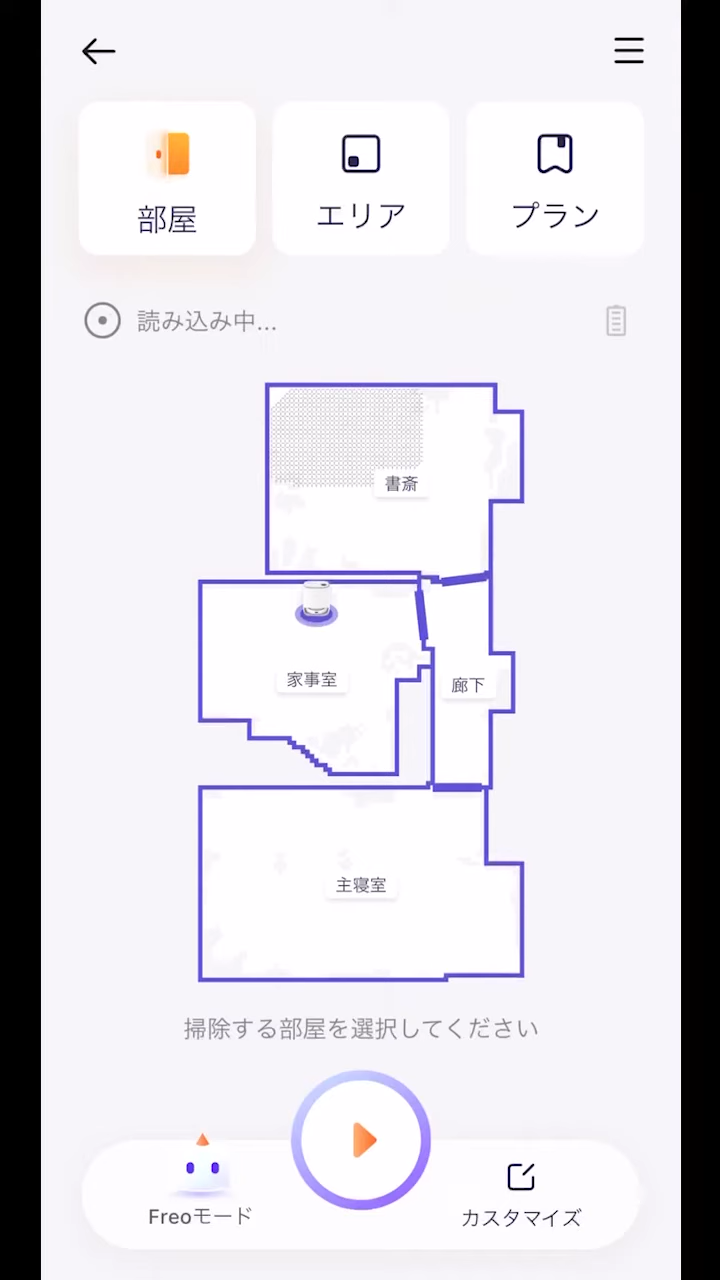 部屋
エリア
プラン
読み込み中...
書斎
家事室
廊下
主寝室
掃除する部屋を選択してください
Freoモード
カスタマイズ